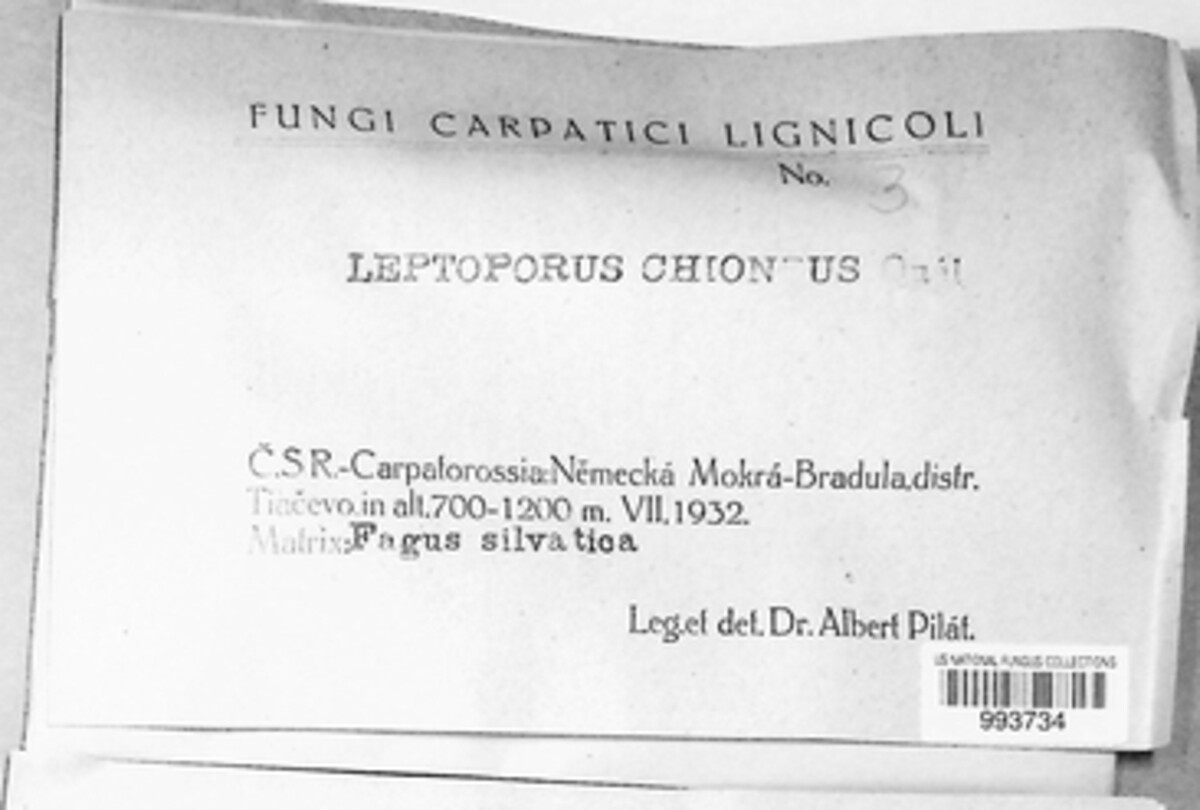 FUNGI CARPATICI LIGNICOLI
No. 3
LEPTOPORUS
Č.S.R.-Carpatorossia: Německá Mokrá-Bradula, distr.
Tiačevo, in alt. 700-1200 m. VII. 1932.
Matrix: Fagus silvatica
Leg. et det. Dr. Albert Pilát.
US NATIONAL FUNGUS COLLECTIONS
993734